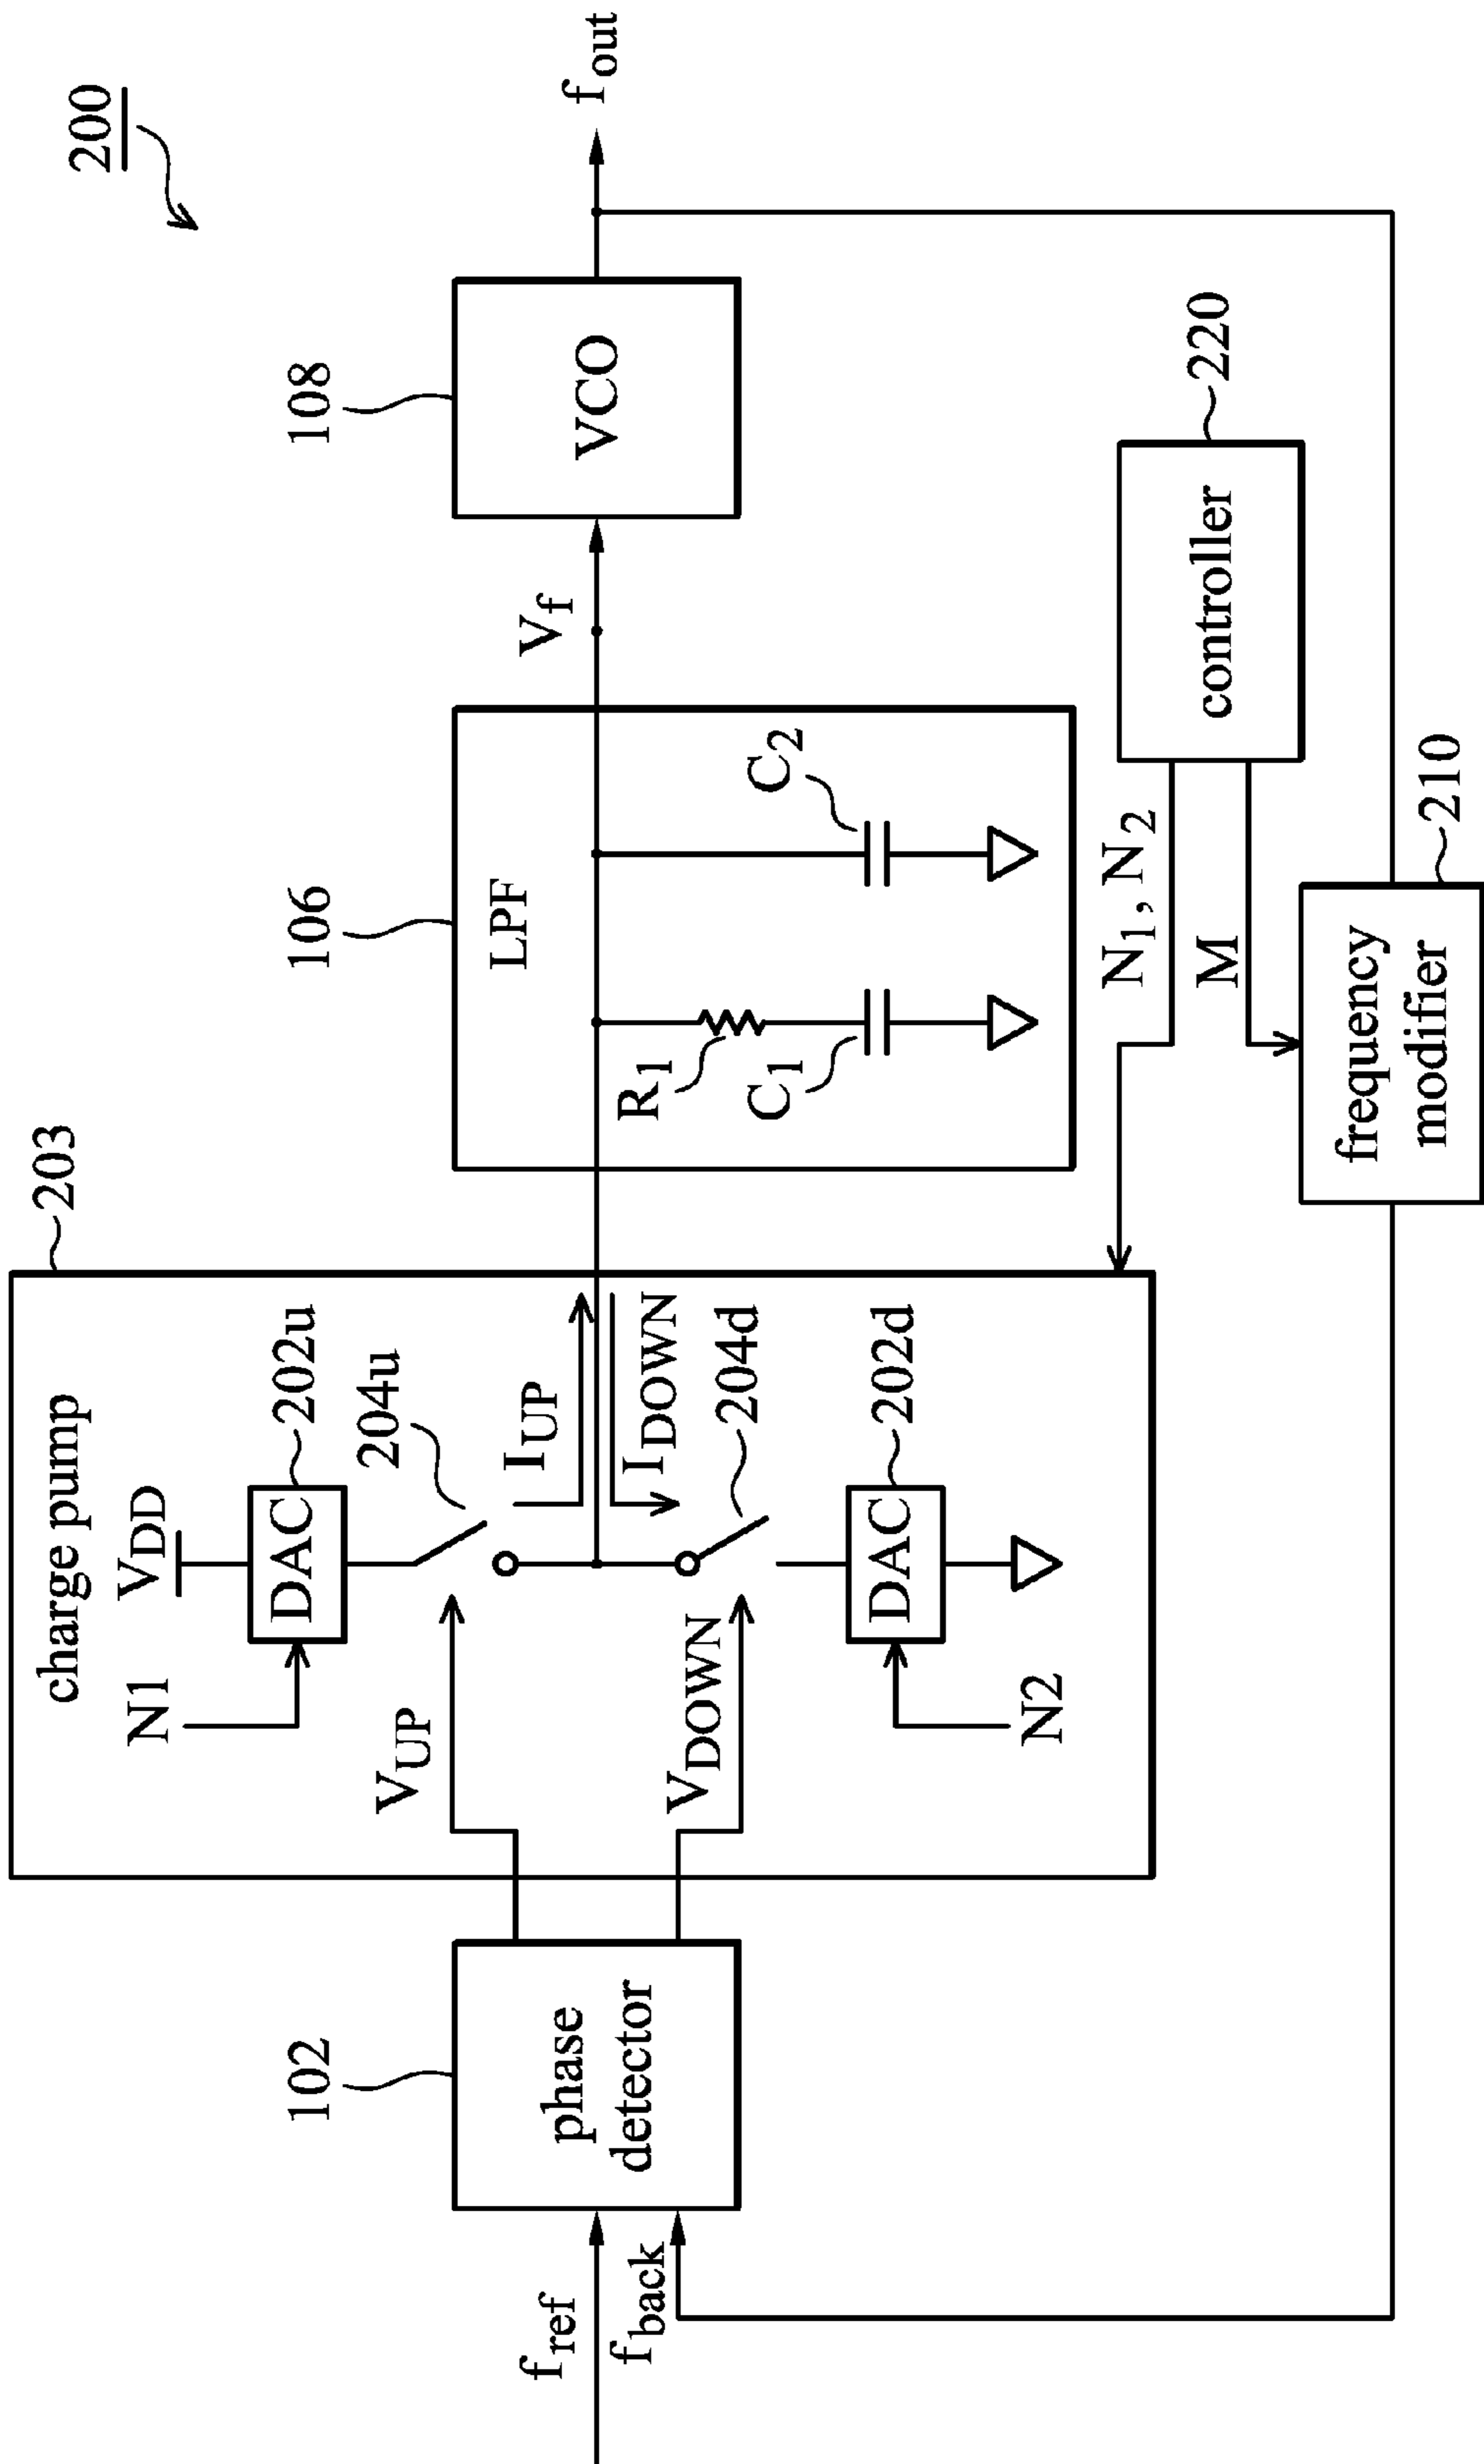 200
charge pump
203
V_DD
N1
DAC
202u
204u
V_UP
I_UP
I_DOWN
V_DOWN
204d
DAC
202d
N2
102
phase
detector
f_ref
f_back
106
LPF
R_1
C_1
C_2
V_f
108
VCO
f_out
N_1, N_2
M
controller
220
frequency
modifier
210